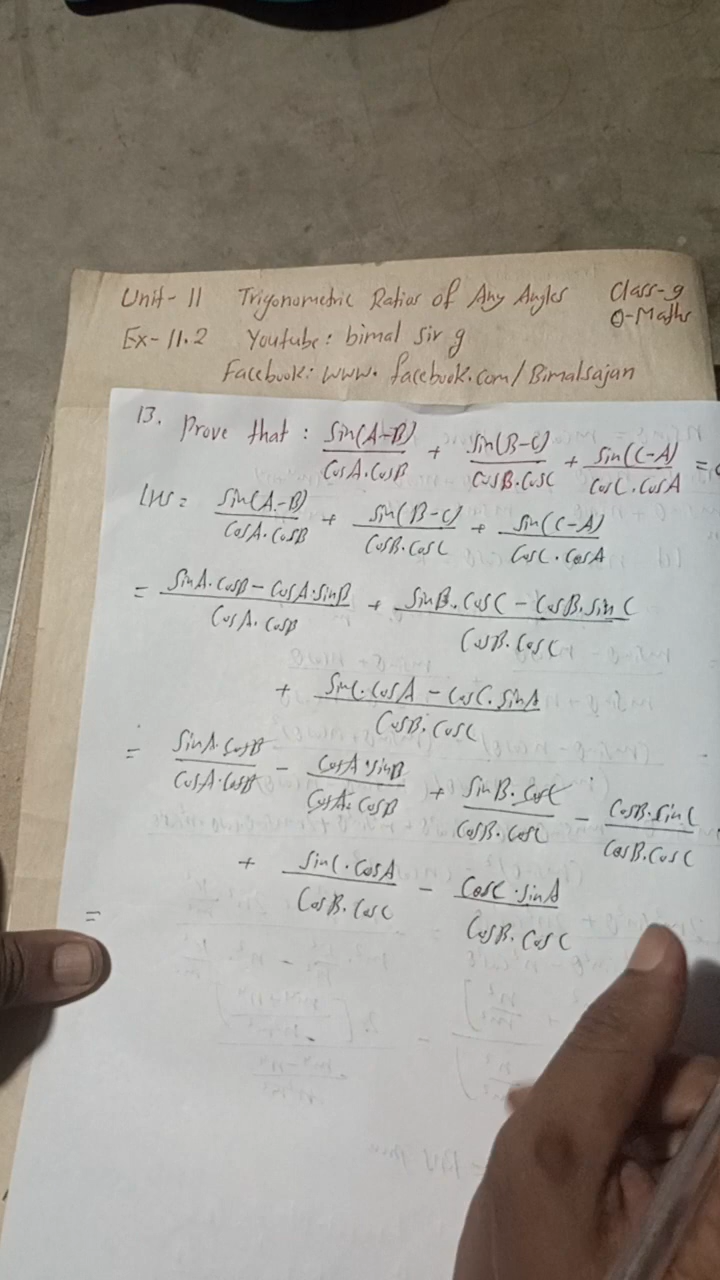 Unit- 11 Trigonometric Ratios of Any Angles Class-9
Ex- 11.2 Youtube: bimal sir g O-Maths
Facebook: www. facebook.com/Bimalsajan
13. Prove that : Sin(A-B)/CosA.CosB + Sin(B-C)/CosB.CosC + Sin(C-A)/CosC.CosA =
LHS = Sin(A-B)/CosA.CosB + Sin(B-C)/CosB.CosC + Sin(C-A)/CosC.CosA
= SinA.CosB - CosA.SinB/CosA.CosB + SinB.CosC - CosB.SinC/CosB.CosC
+ SinC.CosA - CosC.SinA/CosB.CosC
= SinA.CosB/CosA.CosB - CosA.SinB/CosA.CosB + SinB.CosC/CosB.CosC - CosB.SinC/CosB.CosC
+ SinC.CosA/CosB.CosC - CosC.SinA/CosB.CosC
=